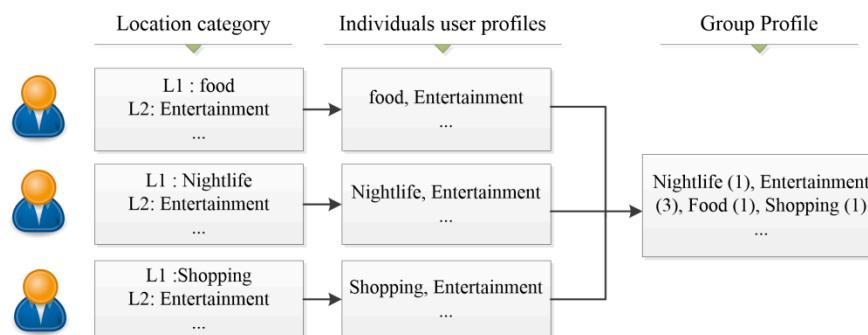 Location category
Individuals user profiles
Group Profile
L1 : food
L2: Entertainment
...
food, Entertainment
...
L1 : Nightlife
L2: Entertainment
...
Nightlife, Entertainment
...
Nightlife (1), Entertainment
(3), Food (1), Shopping (1)
...
L1 :Shopping
L2: Entertainment
...
Shopping, Entertainment
...